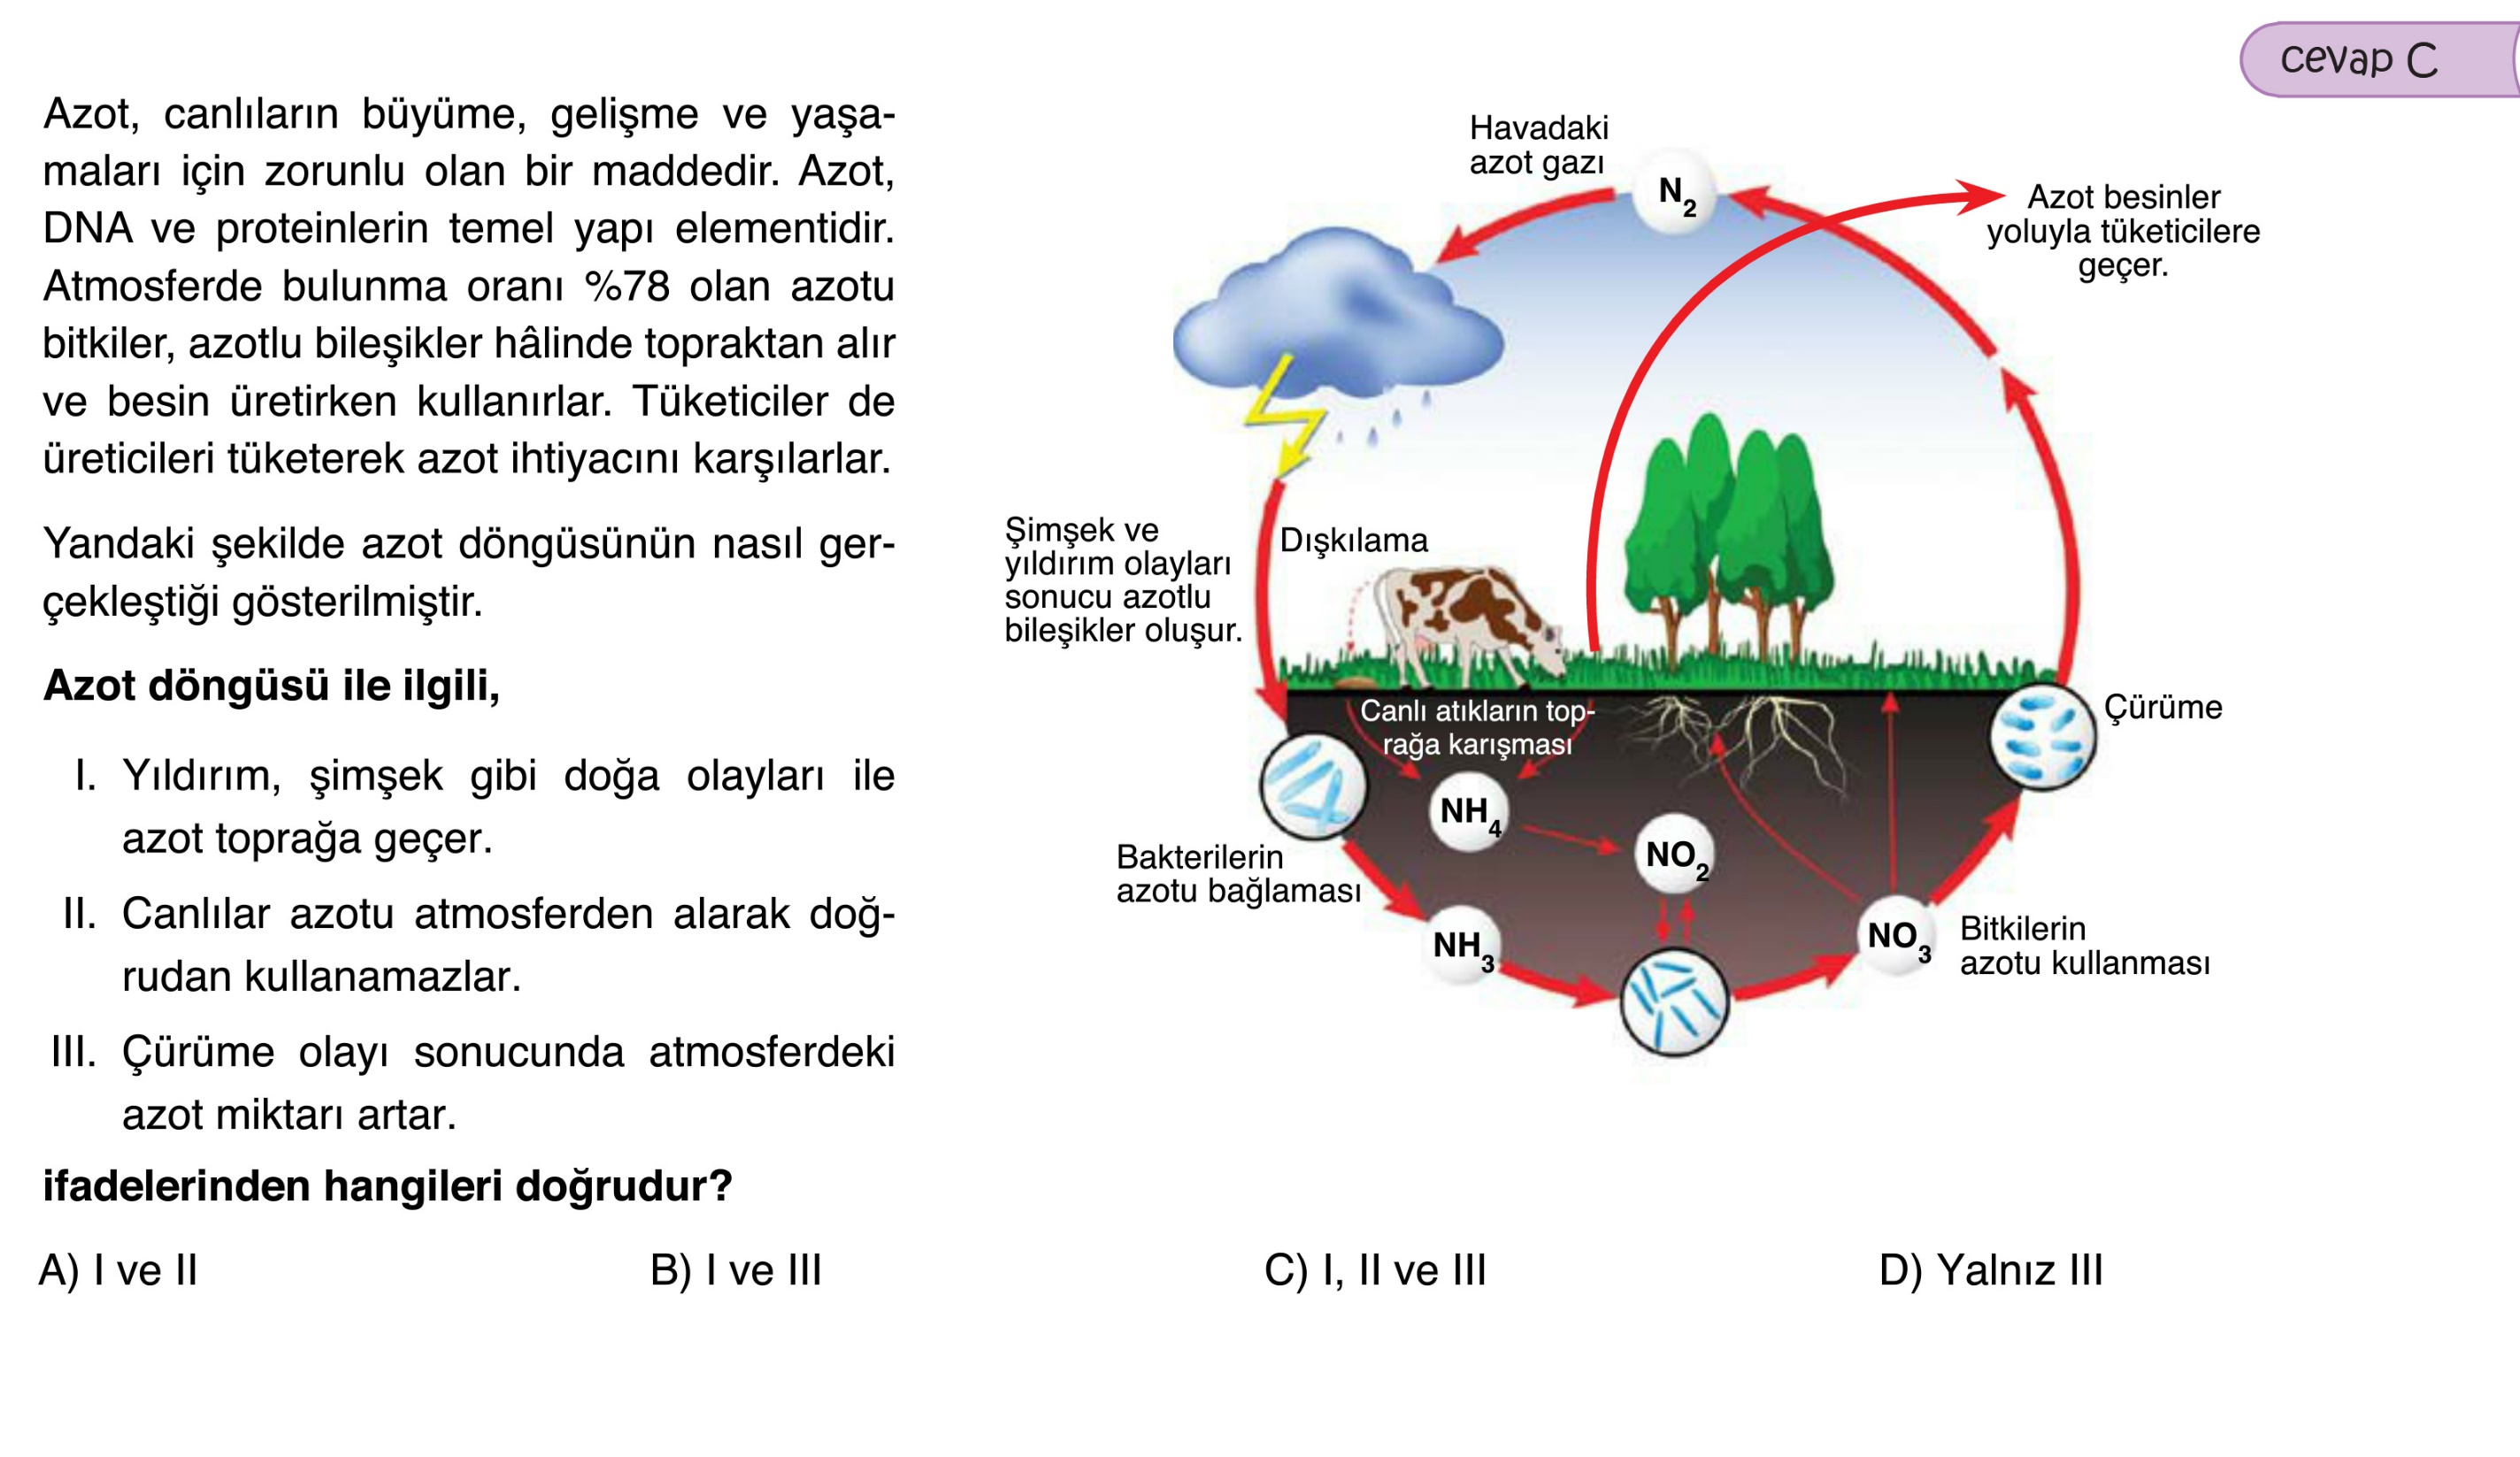 cevap C
Azot, canlıların büyüme, gelişme ve yaşa-
maları için zorunlu olan bir maddedir. Azot,
DNA ve proteinlerin temel yapı elementidir.
Atmosferde bulunma oranı %78 olan azotu
bitkiler, azotlu bileşikler hâlinde topraktan alır
ve besin üretirken kullanırlar. Tüketiciler de
üreticileri tüketerek azot ihtiyacını karşılarlar.
Yandaki şekilde azot döngüsünün nasıl ger-
çekleştiği gösterilmiştir.
Azot döngüsü ile ilgili,
I. Yıldırım, şimşek gibi doğa olayları ile
azot toprağa geçer.
II. Canlılar azotu atmosferden alarak doğ-
rudan kullanamazlar.
III. Çürüme olayı sonucunda atmosferdeki
azot miktarı artar.
ifadelerinden hangileri doğrudur?
Havadaki
azot gazı
N2
Azot besinler
yoluyla tüketicilere
geçer.
Şimşek ve
yıldırım olayları
sonucu azotlu
bileşikler oluşur.
Dışkılama
Canlı atıkların top-
rağa karışması
Çürüme
NH4
NO2
Bakterilerin
azotu bağlaması
NH3
NO3
Bitkilerin
azotu kullanması
A) I ve II
B) I ve III
C) I, II ve III
D) Yalnız III